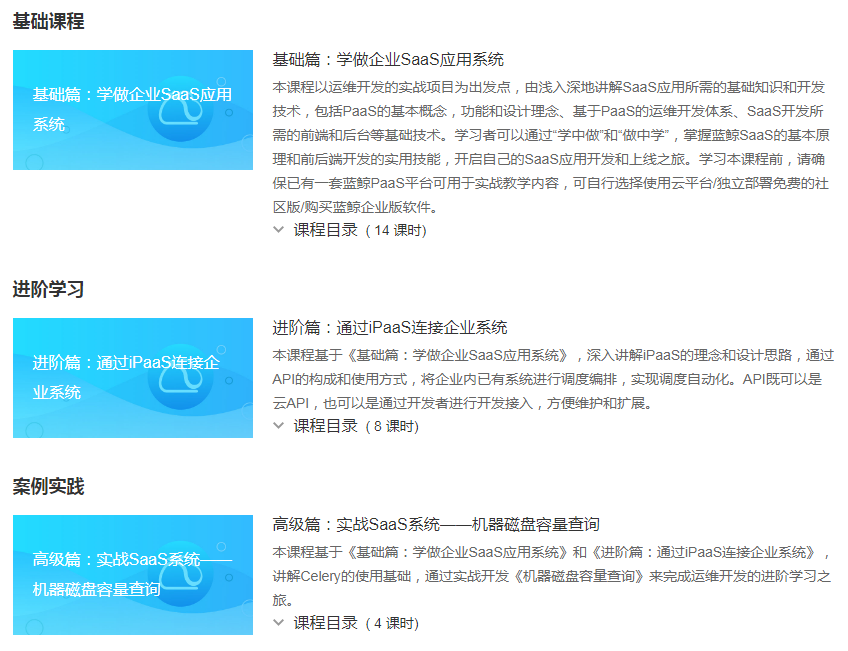 基础课程
基础篇：学做企业SaaS应用
系统
基础篇：学做企业SaaS应用系统
本课程以运维开发的实战项目为出发点，由浅入深地讲解SaaS应用所需的基础知识和开发
技术，包括PaaS的基本概念，功能和设计理念、基于PaaS的运维开发体系、SaaS开发所
需的前端和后台等基础技术。学习者可以通过“学中做”和“做中学”，掌握蓝鲸SaaS的基本原
理和前后端开发的实用技能，开启自己的SaaS应用开发和上线之旅。学习本课程前，请确
保已有一套蓝鲸PaaS平台可用于实战教学内容，可自行选择使用云平台/独立部署免费的社
区版/购买蓝鲸企业版软件。
课程目录（14 课时)
进阶学习
进阶篇：通过iPaaS连接企
业系统
进阶篇：通过iPaaS连接企业系统
本课程基于《基础篇：学做企业SaaS应用系统》，深入讲解iPaaS的理念和设计思路，通过
API的构成和使用方式，将企业内已有系统进行调度编排，实现调度自动化。API既可以是
云API，也可以是通过开发者进行开发接入，方便维护和扩展。
课程目录（8 课时)
案例实践
高级篇：实战SaaS系统——
机器磁盘容量查询
高级篇：实战SaaS系统——机器磁盘容量查询
本课程基于《基础篇：学做企业SaaS应用系统》和《进阶篇：通过iPaaS连接企业系统》，
讲解Celery的使用基础，通过实战开发《机器磁盘容量查询》来完成运维开发的进阶学习之
旅。
课程目录（4 课时)